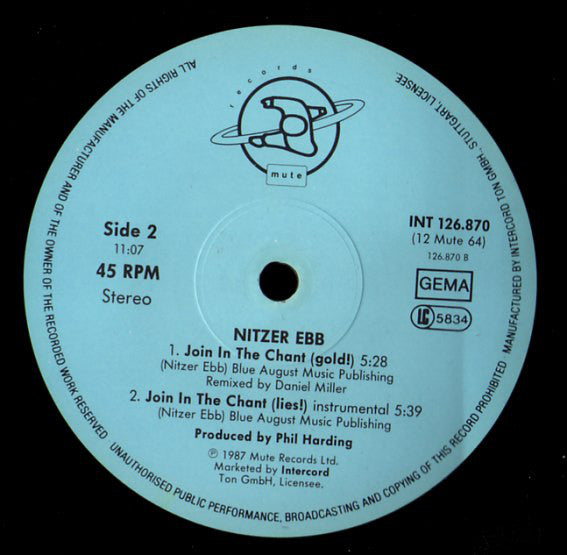 records
mute
Side 2
11:07
45 RPM
Stereo
INT 126.870
(12 Mute 64)
126.870 B
GEMA
LC 5834
NITZER EBB
1. Join In The Chant (gold!) 5:28
(Nitzer Ebb) Blue August Music Publishing
Remixed by Daniel Miller
2. Join In The Chant (lies!) instrumental 5:39
(Nitzer Ebb) Blue August Music Publishing
Produced by Phil Harding
℗ 1987 Mute Records Ltd.
Marketed by Intercord
Ton GmbH, Licensee.
ALL RIGHTS OF THE MANUFACTURER AND OF THE OWNER OF THE RECORDED WORK RESERVED
UNAUTHORISED PUBLIC PERFORMANCE, BROADCASTING AND COPYING OF THIS RECORD PROHIBITED
MANUFACTURED BY INTERCORD TON GMBH., STUTTGART, LICENSEE.